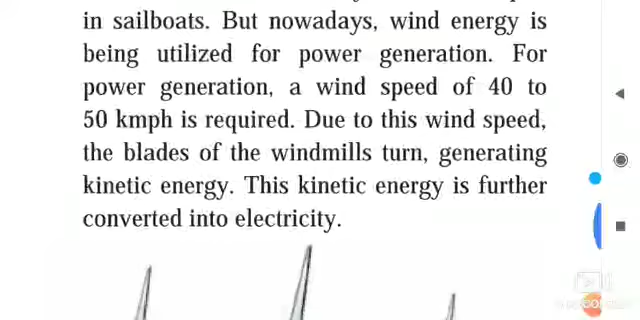 in sailboats. But nowadays, wind energy is
being utilized for power generation. For
power generation, a wind speed of 40 to
50 kmph is required. Due to this wind speed,
the blades of the windmills turn, generating
kinetic energy. This kinetic energy is further
converted into electricity.